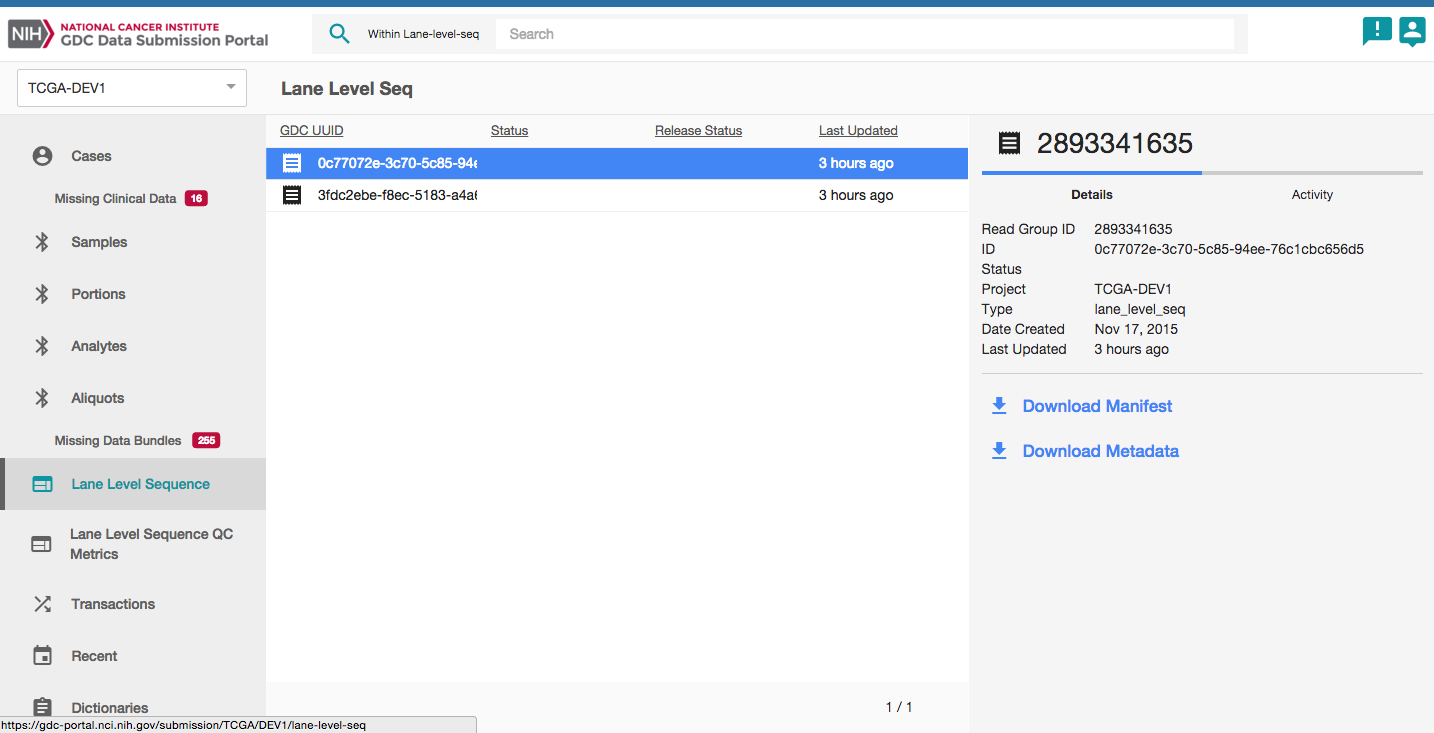 NIH
NATIONAL CANCER INSTITUTE
GDC Data Submission Portal
Within Lane-level-seq
Search
TCGA-DEV1
Lane Level Seq
Cases
Missing Clinical Data 16
Samples
Portions
Analytes
Aliquots
Missing Data Bundles 255
Lane Level Sequence
Lane Level Sequence QC
Metrics
Transactions
Recent
Dictionaries
https://gdc-portal.nci.nih.gov/submission/TCGA/DEV1/lane-level-seq
GDC UUID Status Release Status Last Updated
0c77072e-3c70-5c85-94e 3 hours ago
3fdc2ebe-f8ec-5183-a4a6 3 hours ago
1 / 1
2893341635
Details Activity
Read Group ID 2893341635
ID 0c77072e-3c70-5c85-94ee-76c1cbc656d5
Status
Project TCGA-DEV1
Type lane_level_seq
Date Created Nov 17, 2015
Last Updated 3 hours ago
Download Manifest
Download Metadata